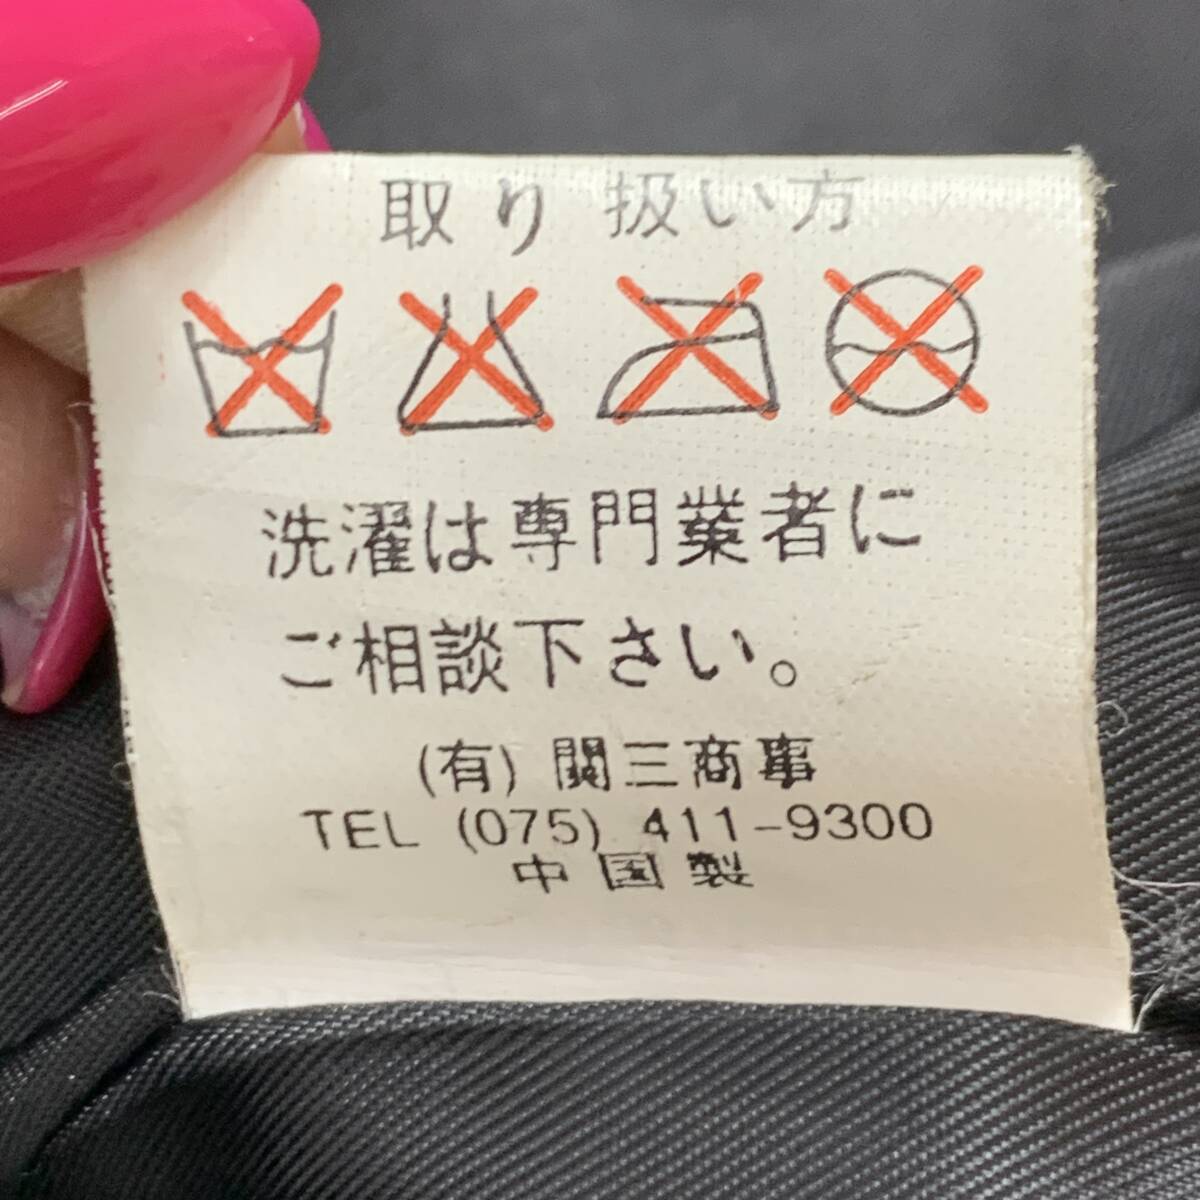 取り扱い方
洗濯は専門業者に
ご相談下さい。
(有) 関三商事
TEL (075) 411-9300
中国製